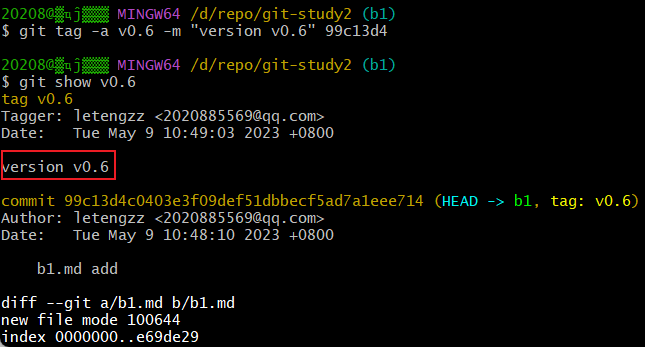 20208@▒πj▒▒▒ MINGW64 /d/repo/git-study2 (b1)
$ git tag -a v0.6 -m "version v0.6" 99c13d4
20208@▒πj▒▒▒ MINGW64 /d/repo/git-study2 (b1)
$ git show v0.6
tag v0.6
Tagger: letengzz <2020885569@qq.com>
Date:   Tue May 9 10:49:03 2023 +0800
version v0.6
commit 99c13d4c0403e3f09def51dbbecf5ad7a1eee714 (HEAD -> b1, tag: v0.6)
Author: letengzz <2020885569@qq.com>
Date:   Tue May 9 10:48:10 2023 +0800
    b1.md add
diff --git a/b1.md b/b1.md
new file mode 100644
index 0000000..e69de29